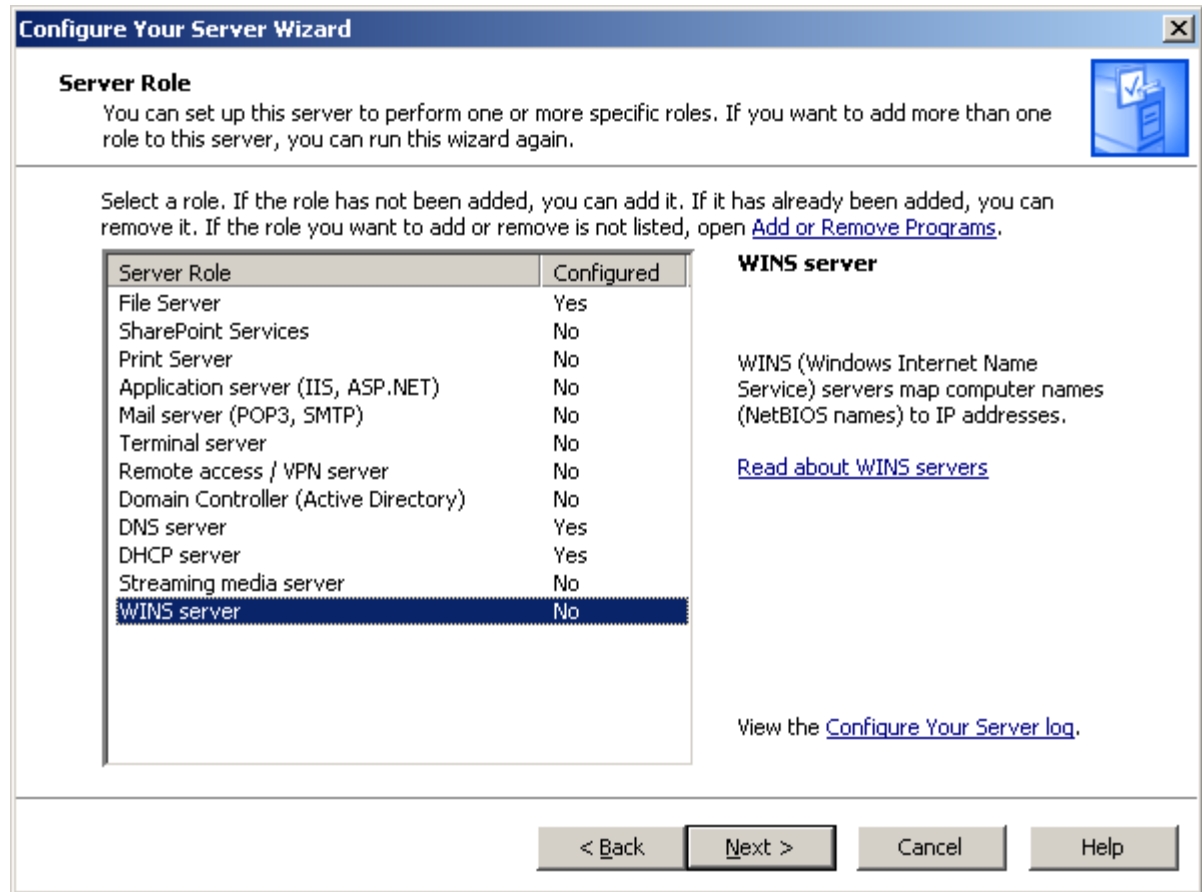 Configure Your Server Wizard
Server Role
You can set up this server to perform one or more specific roles. If you want to add more than one
role to this server, you can run this wizard again.
Select a role. If the role has not been added, you can add it. If it has already been added, you can
remove it. If the role you want to add or remove is not listed, open Add or Remove Programs.
Server Role Configured
File Server Yes
SharePoint Services No
Print Server No
Application server (IIS, ASP.NET) No
Mail server (POP3, SMTP) No
Terminal server No
Remote access / VPN server No
Domain Controller (Active Directory) No
DNS server Yes
DHCP server Yes
Streaming media server No
WINS server No
WINS server
WINS (Windows Internet Name
Service) servers map computer names
(NetBIOS names) to IP addresses.
Read about WINS servers
View the Configure Your Server log.
< Back Next > Cancel Help